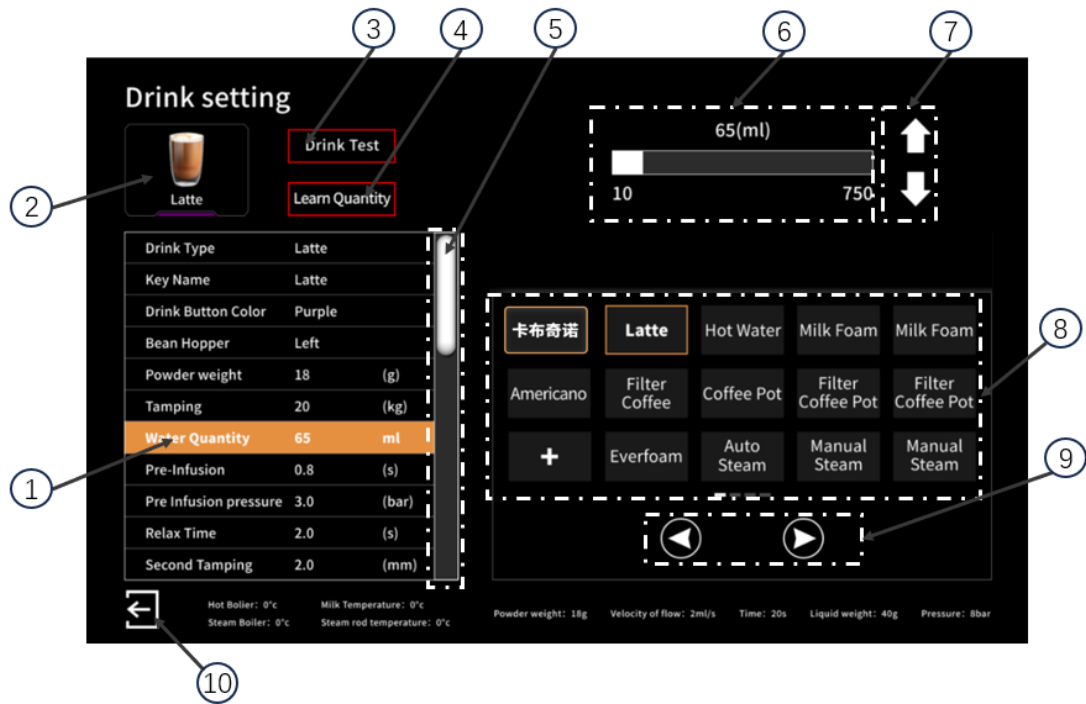 3
4
5
6
7
Drink setting
Drink Test
65(ml)
2
Latte
Learn Quantity
10 750
Drink Type Latte
Key Name Latte
Drink Button Color Purple
Bean Hopper Left
Powder weight 18 (g)
Tamping 20 (kg)
Water Quantity 65 ml
Pre-Infusion 0.8 (s)
Pre Infusion pressure 3.0 (bar)
Relax Time 2.0 (s)
Second Tamping 2.0 (mm)
1
卡布奇诺 Latte Hot Water Milk Foam Milk Foam
8
Americano Filter Coffee Coffee Pot Filter Coffee Pot Filter Coffee Pot
+ Everfoam Auto Steam Manual Steam Manual Steam
9
Hot Bolier: 0°c Milk Temperature: 0°c
Steam Boiler: 0°c Steam rod temperature: 0°c
Powder weight: 18g Velocity of flow: 2ml/s Time: 20s Liquid weight: 40g Pressure: 8bar
10